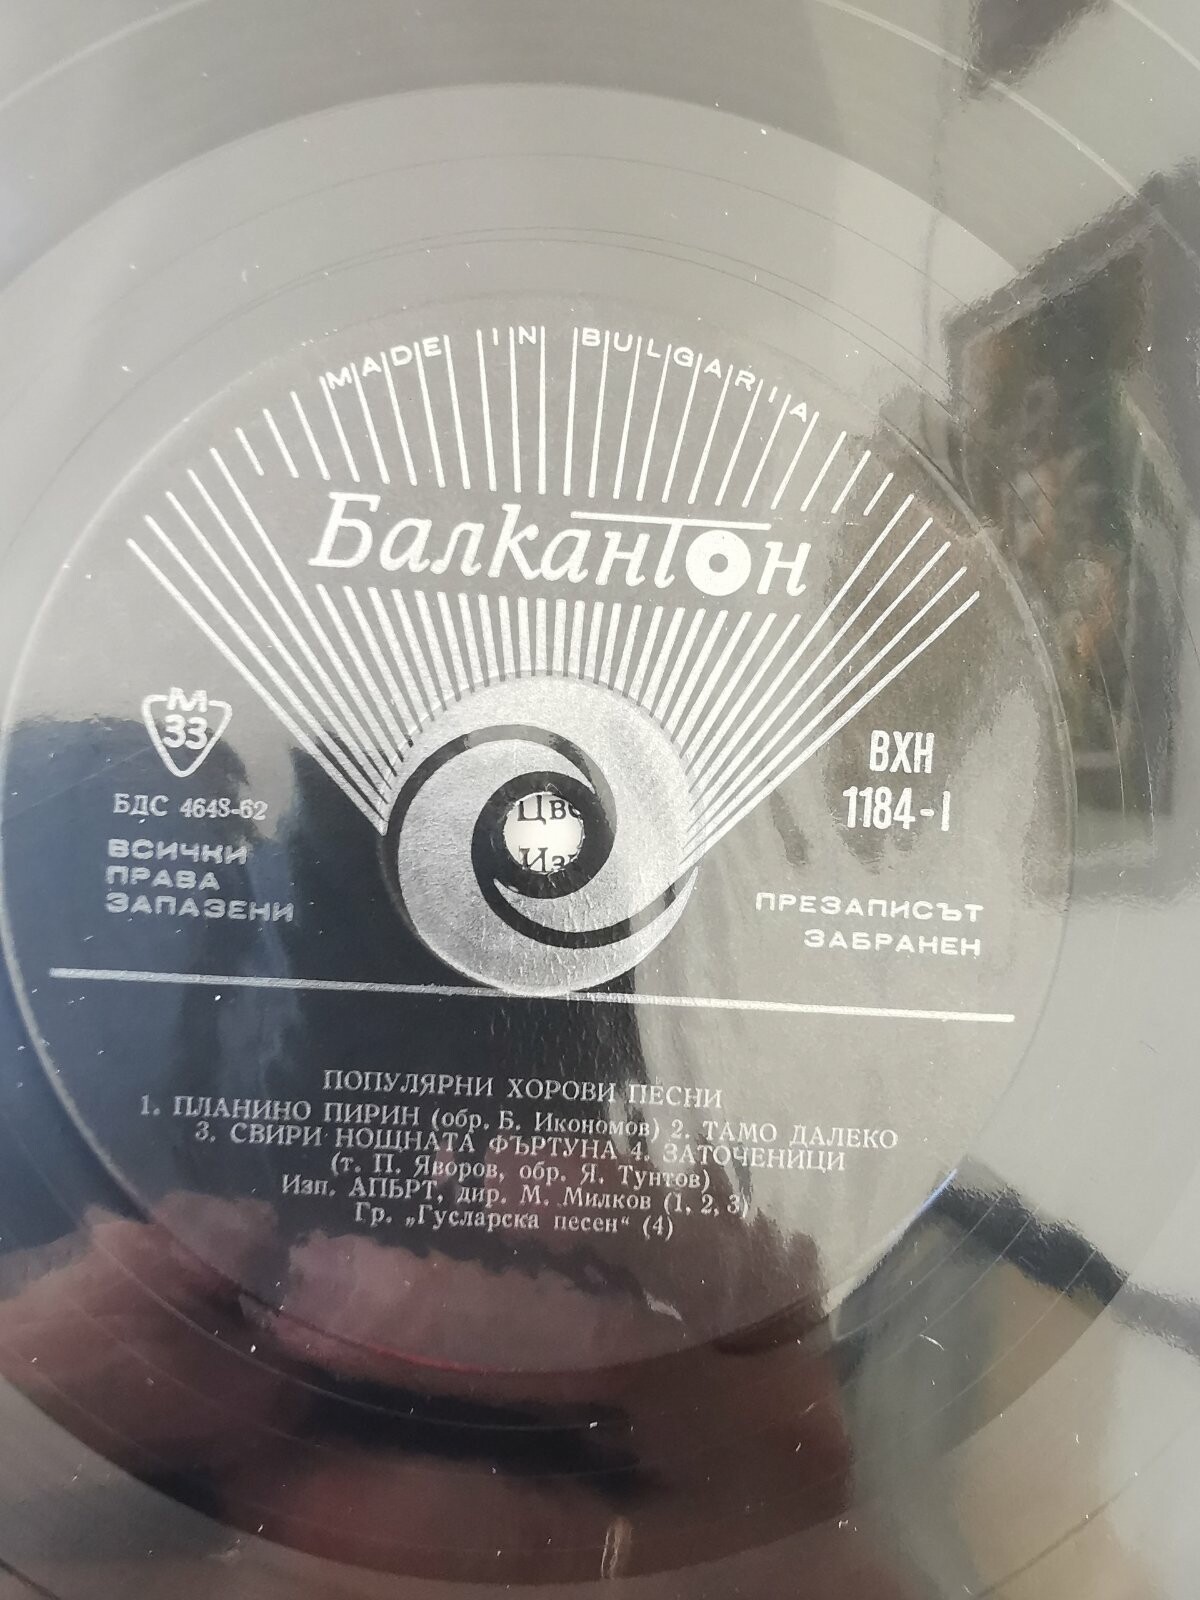 MADE IN BULGARIA
Балкантон
М
33
БДС 4648-62
ВСИЧКИ
ПРАВА
ЗАПАЗЕНИ
ВХН
1184-I
ПРЕЗАПИСЪТ
ЗАБРАНЕН
ПОПУЛЯРНИ ХОРОВИ ПЕСНИ
1. ПЛАНИНО ПИРИН (обр. Б. Икономов) 2. ТАМО ДАЛЕКО
3. СВИРИ НОЩНАТА ФЪРТУНА 4. ЗАТОЧЕНИЦИ
(т. П. Яворов, обр. Я. Тунтов)
Изп. АПЬРТ, дир. М. Милков (1, 2, 3)
Гр. „Гусларска песен“ (4)